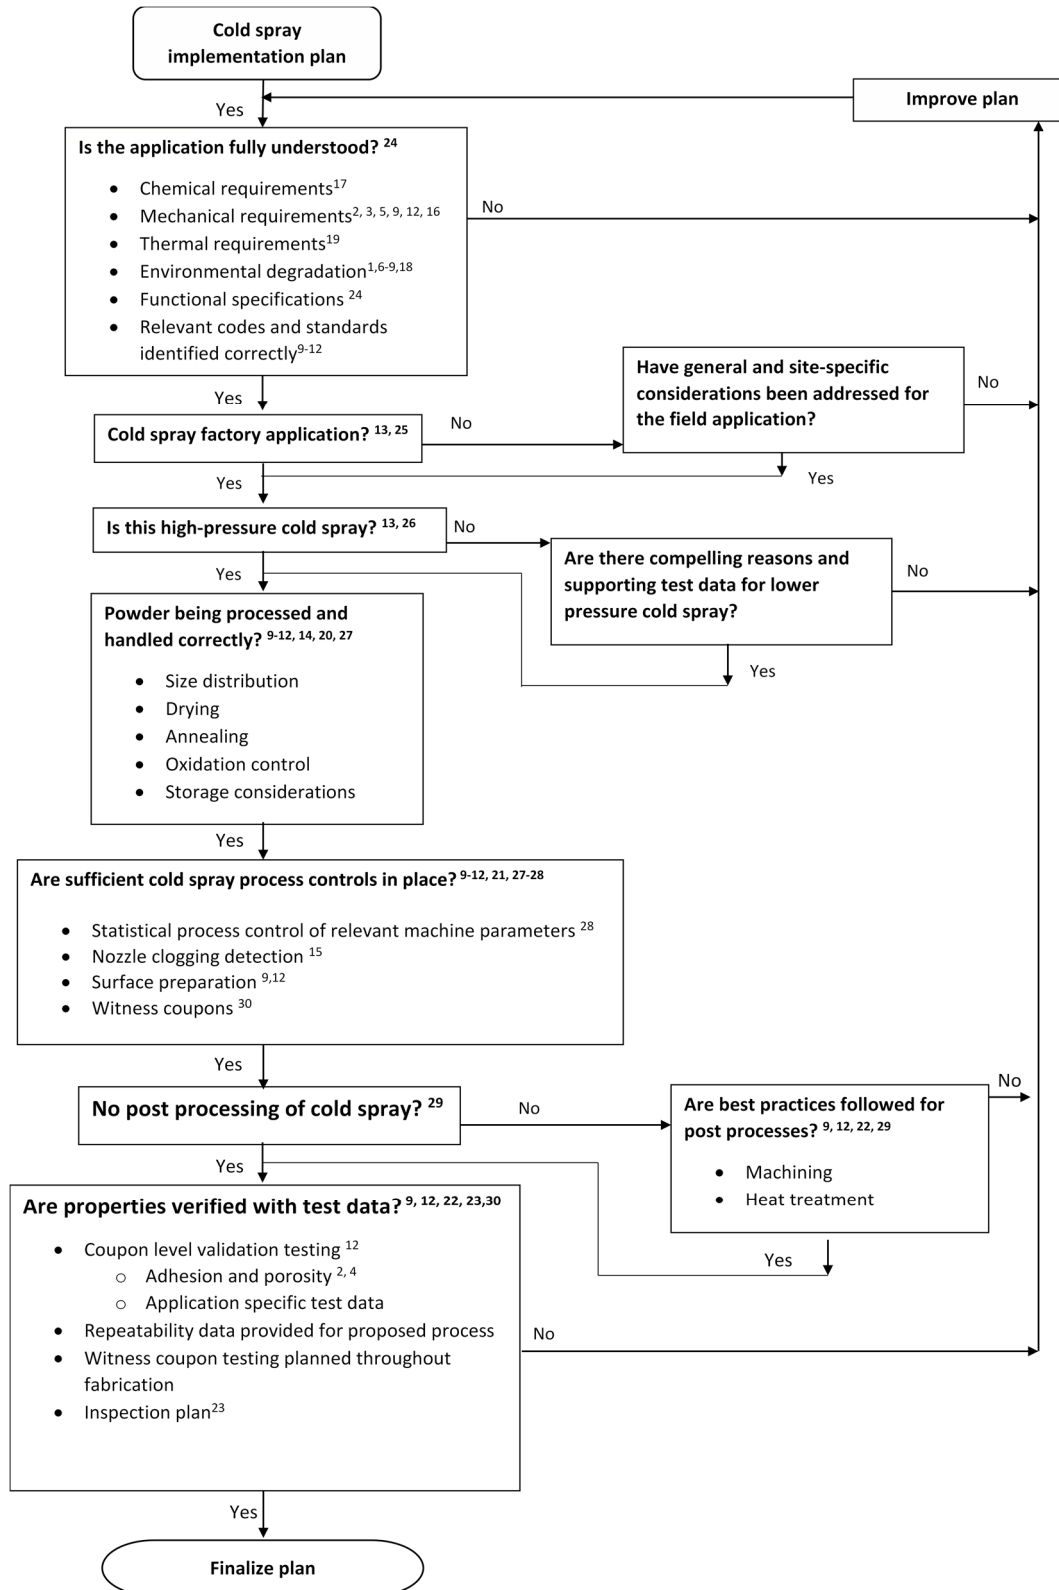 Cold spray
implementation plan
Improve plan
Yes
Is the application fully understood? 24
• Chemical requirements17
• Mechanical requirements2, 3, 5, 9, 12, 16
• Thermal requirements19
• Environmental degradation1,6-9,18
• Functional specifications 24
• Relevant codes and standards
identified correctly9-12
No
Yes
Have general and site-specific
considerations been addressed for
the field application?
No
Cold spray factory application? 13, 25
No
Yes
Yes
Is this high-pressure cold spray? 13, 26
No
Are there compelling reasons and
supporting test data for lower
pressure cold spray?
No
Yes
Yes
Powder being processed and
handled correctly? 9-12, 14, 20, 27
• Size distribution
• Drying
• Annealing
• Oxidation control
• Storage considerations
Yes
Are sufficient cold spray process controls in place? 9-12, 21, 27-28
• Statistical process control of relevant machine parameters 28
• Nozzle clogging detection 15
• Surface preparation 9,12
• Witness coupons 30
Yes
No post processing of cold spray? 29
No
Are best practices followed for
post processes? 9, 12, 22, 29
• Machining
• Heat treatment
No
Yes
Yes
Are properties verified with test data? 9, 12, 22, 23,30
• Coupon level validation testing 12
o Adhesion and porosity 2, 4
o Application specific test data
• Repeatability data provided for proposed process
• Witness coupon testing planned throughout
fabrication
• Inspection plan23
No
Yes
Finalize plan